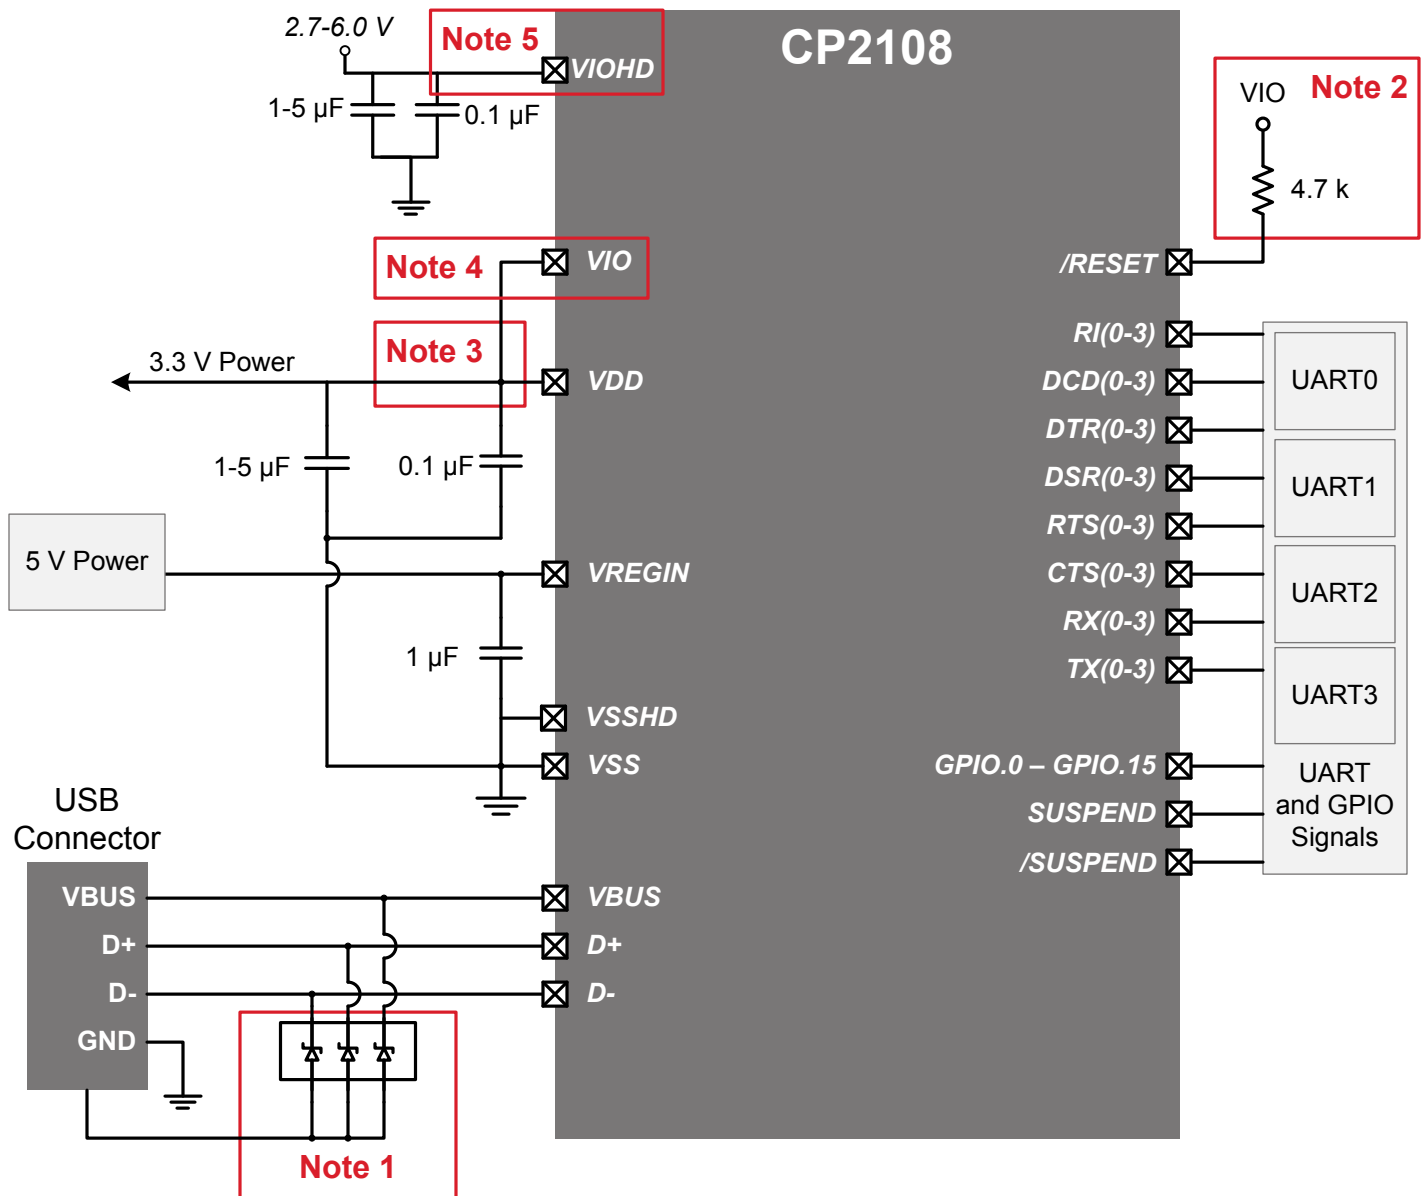 CP2108
2.7-6.0 V
Note 5
VIOHD
1-5 µF
0.1 µF
VIO
Note 2
4.7 k
Note 4
VIO
/RESET
Note 3
3.3 V Power
VDD
1-5 µF
0.1 µF
5 V Power
VREGIN
1 µF
VSSHD
VSS
RI(0-3)
DCD(0-3)
DTR(0-3)
DSR(0-3)
RTS(0-3)
CTS(0-3)
RX(0-3)
TX(0-3)
GPIO.0 – GPIO.15
SUSPEND
/SUSPEND
UART0
UART1
UART2
UART3
UART
and GPIO
Signals
USB
Connector
VBUS
D+
D-
GND
VBUS
D+
D-
Note 1